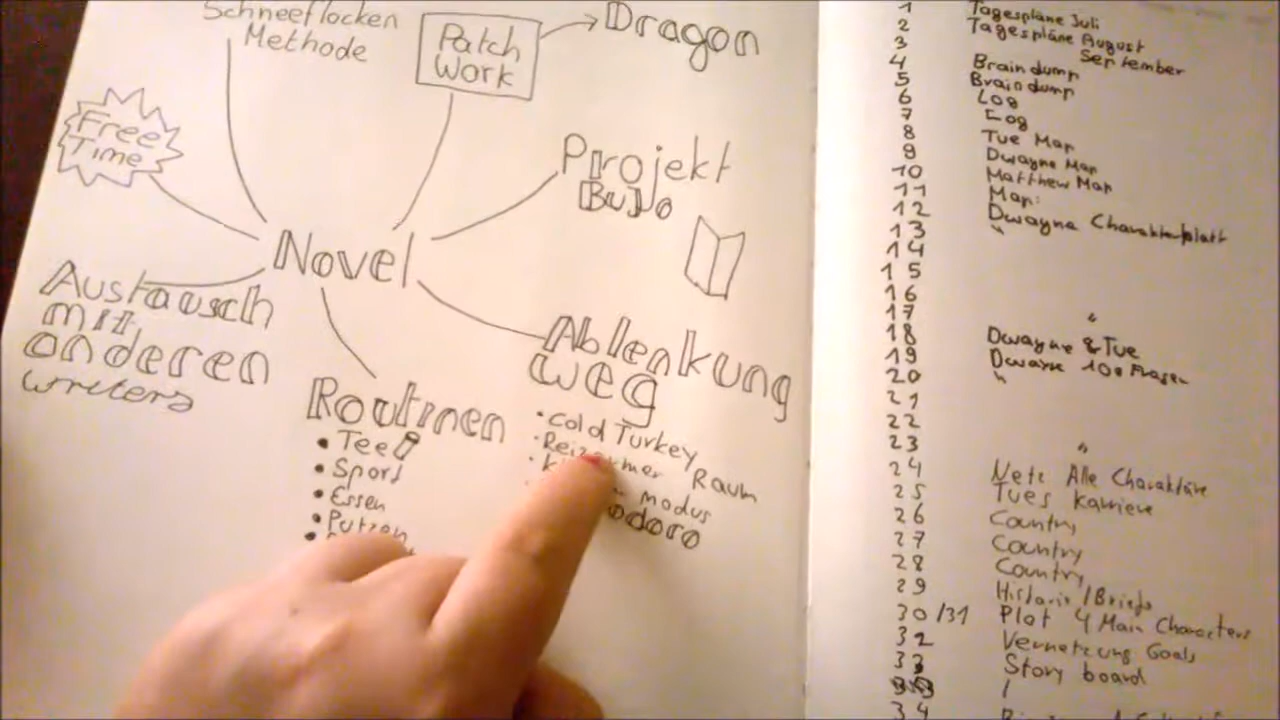 Schneeflocken
Methode
Patch
Work
Dragon
Free
Time
Projekt
BuJo
Novel
Austausch
mit
anderen
writers
Ablenkung
weg
• Cold Turkey
• Raum
modus
odoro
Routinen
• Tee
• Sport
• Essen
• Putzen
1 Tagespläne Juli
2 Tagespläne August
3 September
4 Braindump
5 Braindump
6 Log
7 Log
8 Tue Map
9 Dwayne Map
10 Matthew Map
11 Map:
12 Dwayne Charakterblatt
13 "
14
15
16
17 "
18 Dwayne & Tue
19 Dwayne 100 Fragen
20 "
21
22
23 "
24 Netz Alle Charaktäre
25 Tues Karriere
26 Country
27 Country
28 Country
29 Historie/Briefe
30/31 Plot 4 Main Characters
32 Vernetzung Goals
33 Story board
34